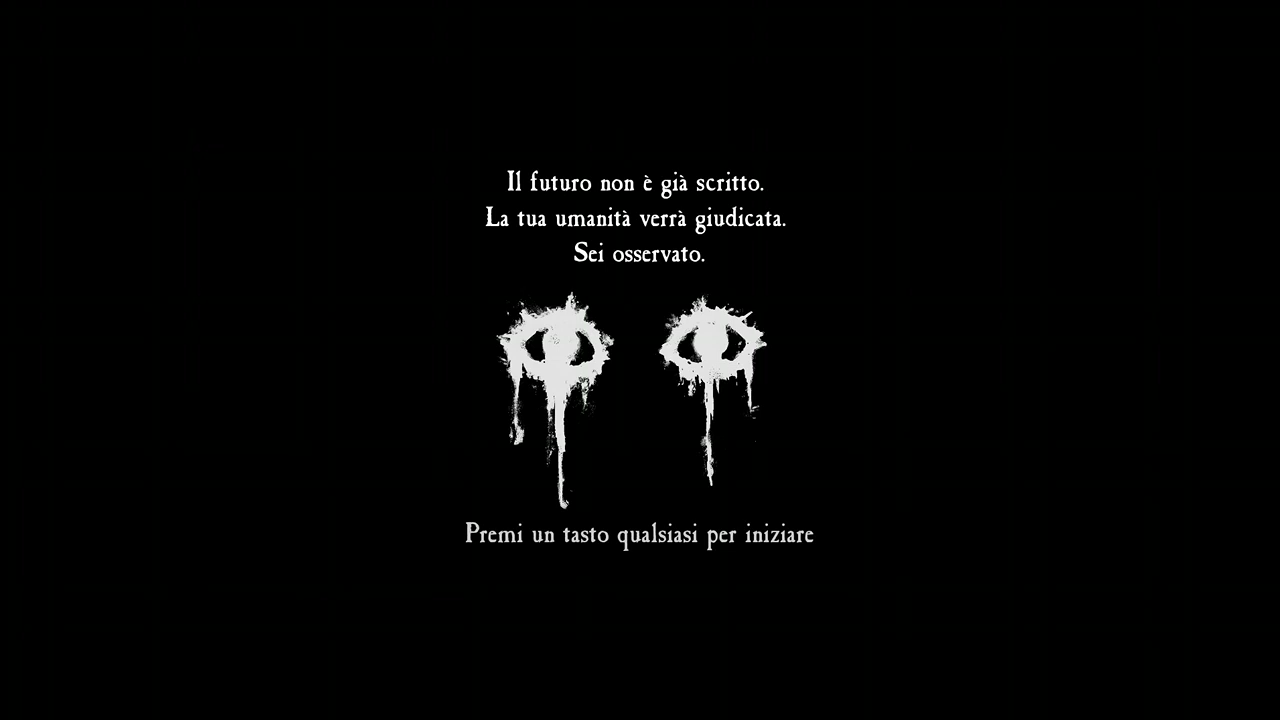 Il futuro non è già scritto.
La tua umanità verrà giudicata.
Sei osservato.
Premi un tasto qualsiasi per iniziare